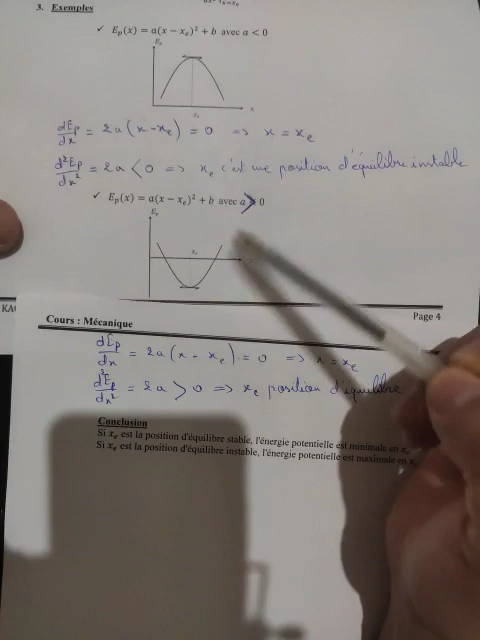 3. Exemples
✓ Eₚ(x) = a(x − xₑ)² + b avec a < 0
Eₚ
xₑ
x
dEp/dx = 2a(x - xe) = 0 => x = xe
d²Ep/dx² = 2a < 0 => xe c'est une position d'équilibre instable
✓ Eₚ(x) = a(x − xₑ)² + b avec a > 0
Eₚ
xₑ
KA
Page 4
Cours : Mécanique
dEp/dx = 2a(x - xe) = 0 => x = xe
d²Ep/dx² = 2a > 0 => xe position d'équilibre
Conclusion
Si xₑ est la position d'équilibre stable, l'énergie potentielle est minimale en xₑ
Si xₑ est la position d'équilibre instable, l'énergie potentielle est maximale en x